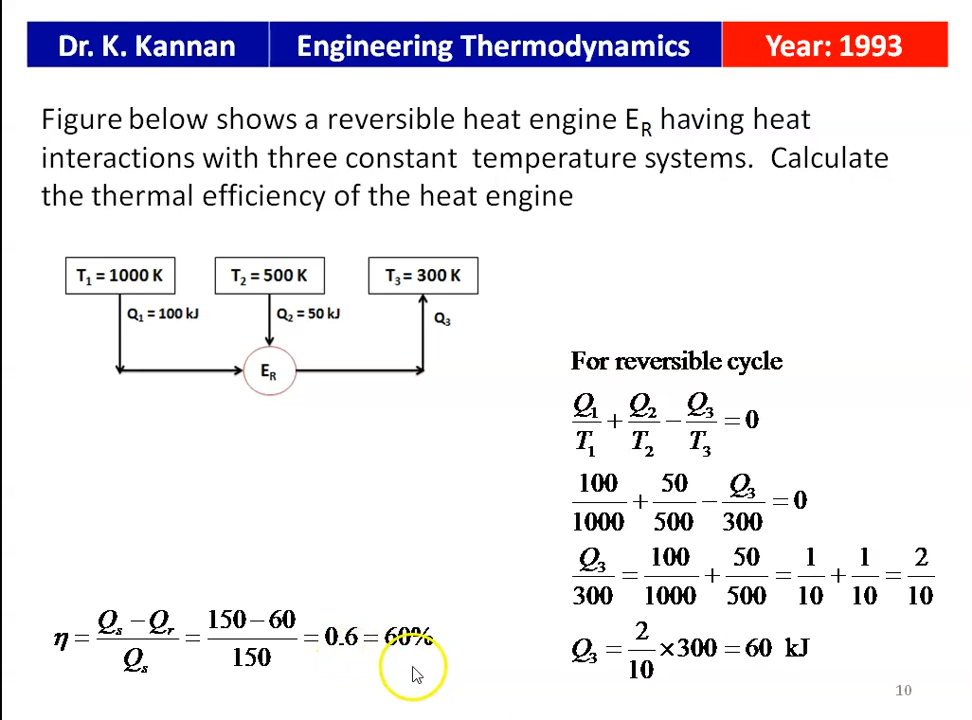 Dr. K. Kannan Engineering Thermodynamics Year: 1993
Figure below shows a reversible heat engine E_R having heat
interactions with three constant temperature systems. Calculate
the thermal efficiency of the heat engine
T₁ = 1000 K T₂ = 500 K T₃ = 300 K
Q₁ = 100 kJ Q₂ = 50 kJ Q₃
E_R
For reversible cycle
Q₁/T₁ + Q₂/T₂ − Q₃/T₃ = 0
100/1000 + 50/500 − Q₃/300 = 0
Q₃/300 = 100/1000 + 50/500 = 1/10 + 1/10 = 2/10
Q₃ = 2/10 × 300 = 60 kJ
η = (Q_s − Q_r)/Q_s = (150 − 60)/150 = 0.6 = 60%
10